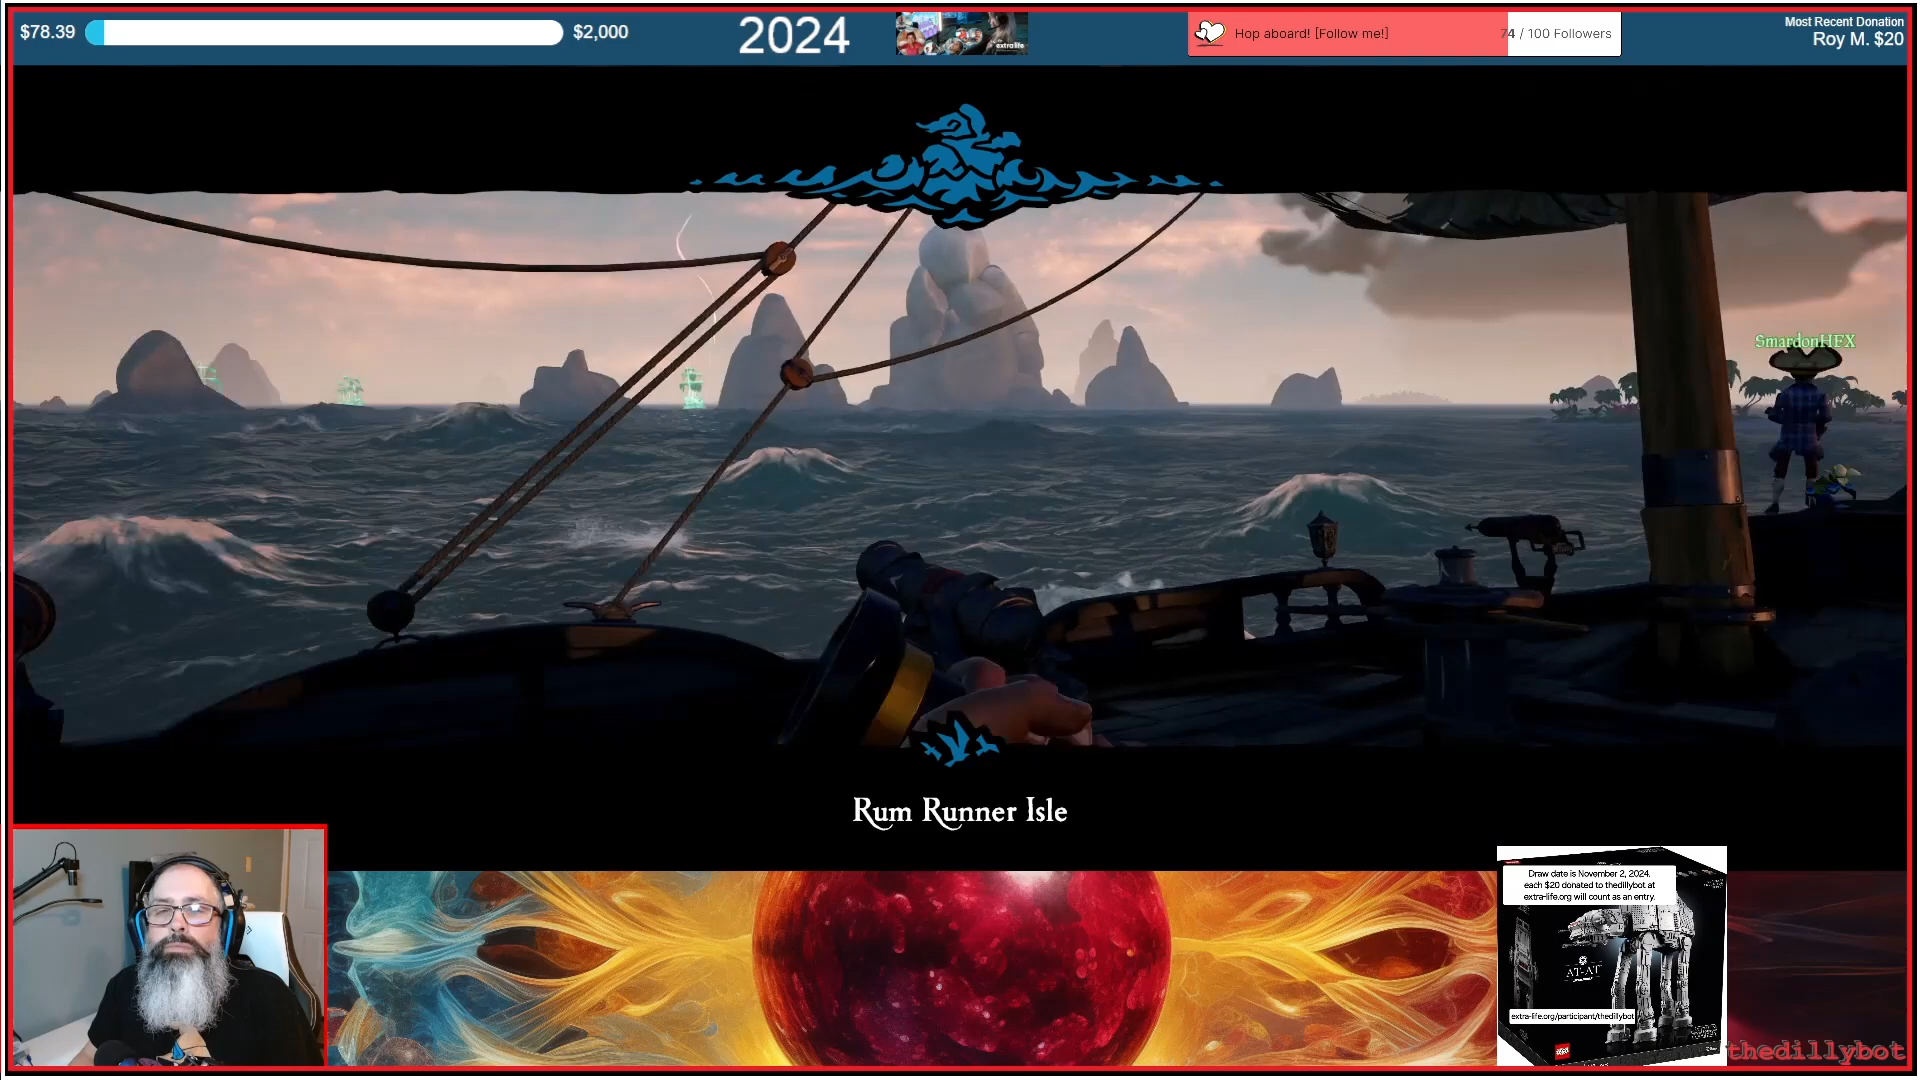 $78.39
$2,000
2024
extralife
Hop aboard! [Follow me!]
74 / 100 Followers
Most Recent Donation
Roy M. $20
SmardonHFX
Rum Runner Isle
Draw date is November 2, 2024.
each $20 donated to thedillybot at
extra-life.org will count as an entry.
AT-AT
extra-life.org/participant/thedillybot
LEGO
thedillybot